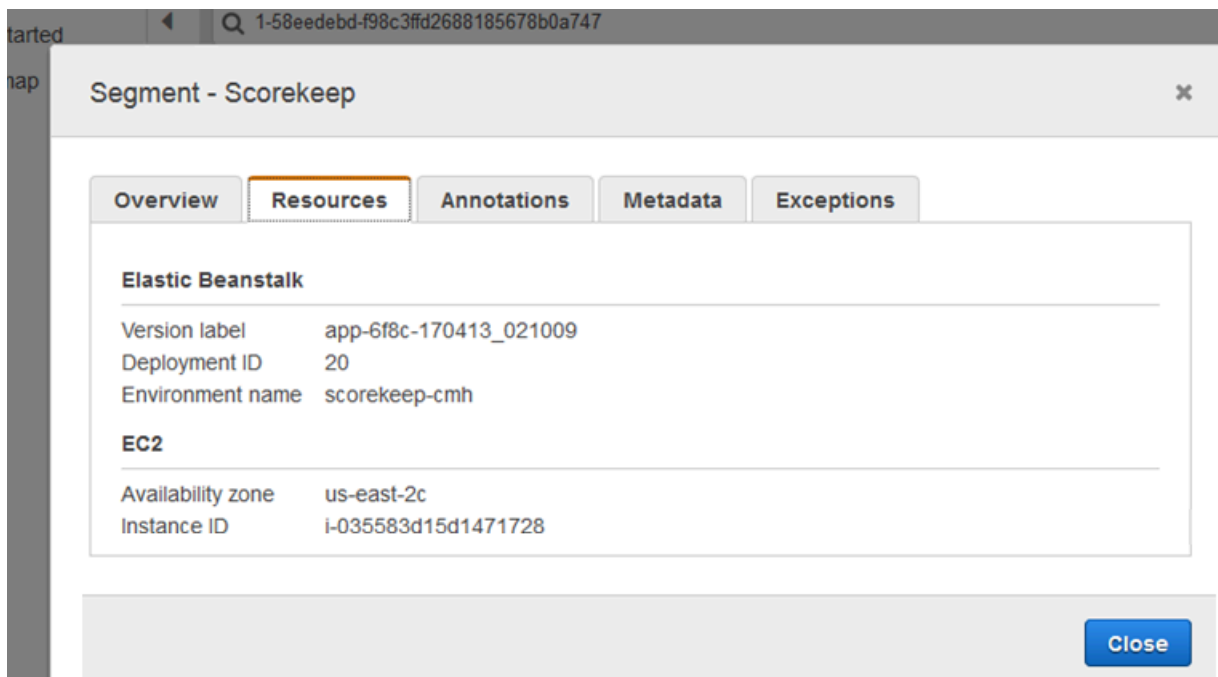 tarted
1-58eedebd-f98c3ffd2688185678b0a747
Segment - Scorekeep
×
Overview Resources Annotations Metadata Exceptions
Elastic Beanstalk
Version label app-6f8c-170413_021009
Deployment ID 20
Environment name scorekeep-cmh
EC2
Availability zone us-east-2c
Instance ID i-035583d15d1471728
Close